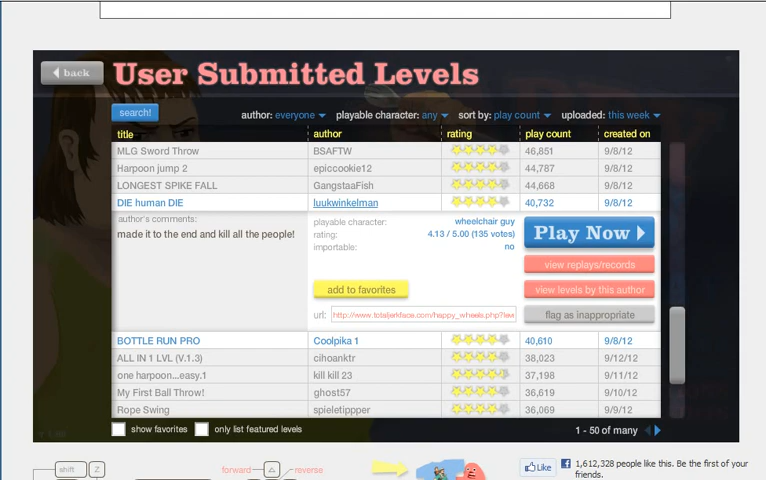 back
User Submitted Levels
search!
author: everyone playable character: any sort by: play count uploaded: this week
title author rating play count created on
MLG Sword Throw BSAFTW 46,851 9/8/12
Harpoon jump 2 epiccookie12 44,787 9/8/12
LONGEST SPIKE FALL GangstaaFish 44,668 9/8/12
DIE human DIE luukwinkelman 40,732 9/8/12
author's comments:
made it to the end and kill all the people!
playable character: wheelchair guy
rating: 4.13 / 5.00 (135 votes)
importable: no
Play Now
view replays/records
add to favorites
view levels by this author
url: http://www.totaljerkface.com/happy_wheels.php?lev
flag as inappropriate
BOTTLE RUN PRO Coolpika 1 40,610 9/8/12
ALL IN 1 LVL (V.1.3) cihoanktr 38,023 9/12/12
one harpoon...easy.1 kill kill 23 37,198 9/11/12
My First Ball Throw! ghost57 36,619 9/10/12
Rope Swing spieletippper 36,069 9/9/12
show favorites only list featured levels 1 - 50 of many
shift Z forward reverse
Like 1,612,328 people like this. Be the first of your
friends.